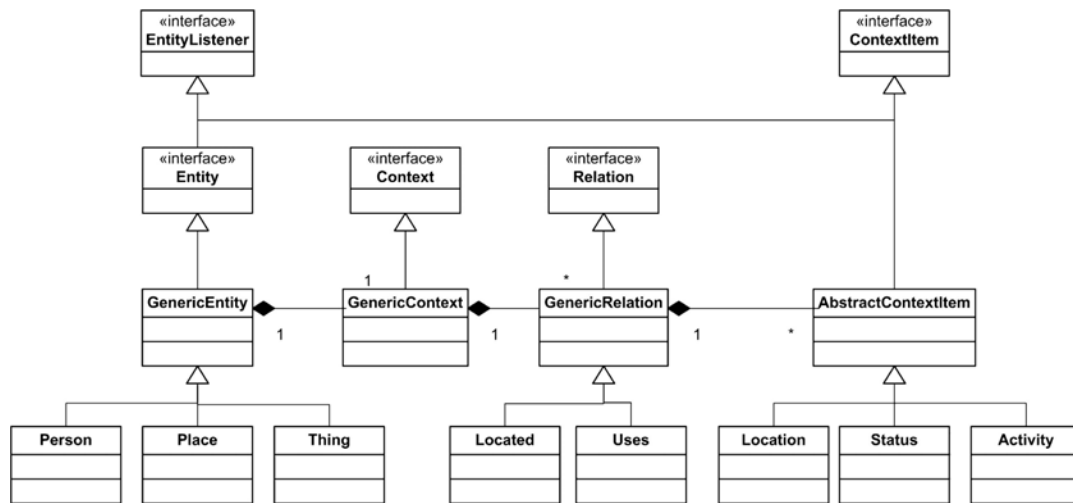 «interface»
EntityListener
«interface»
ContextItem
«interface»
Entity
«interface»
Context
«interface»
Relation
1
*
GenericEntity
GenericContext
GenericRelation
AbstractContextItem
1
1
1
*
Person
Place
Thing
Located
Uses
Location
Status
Activity